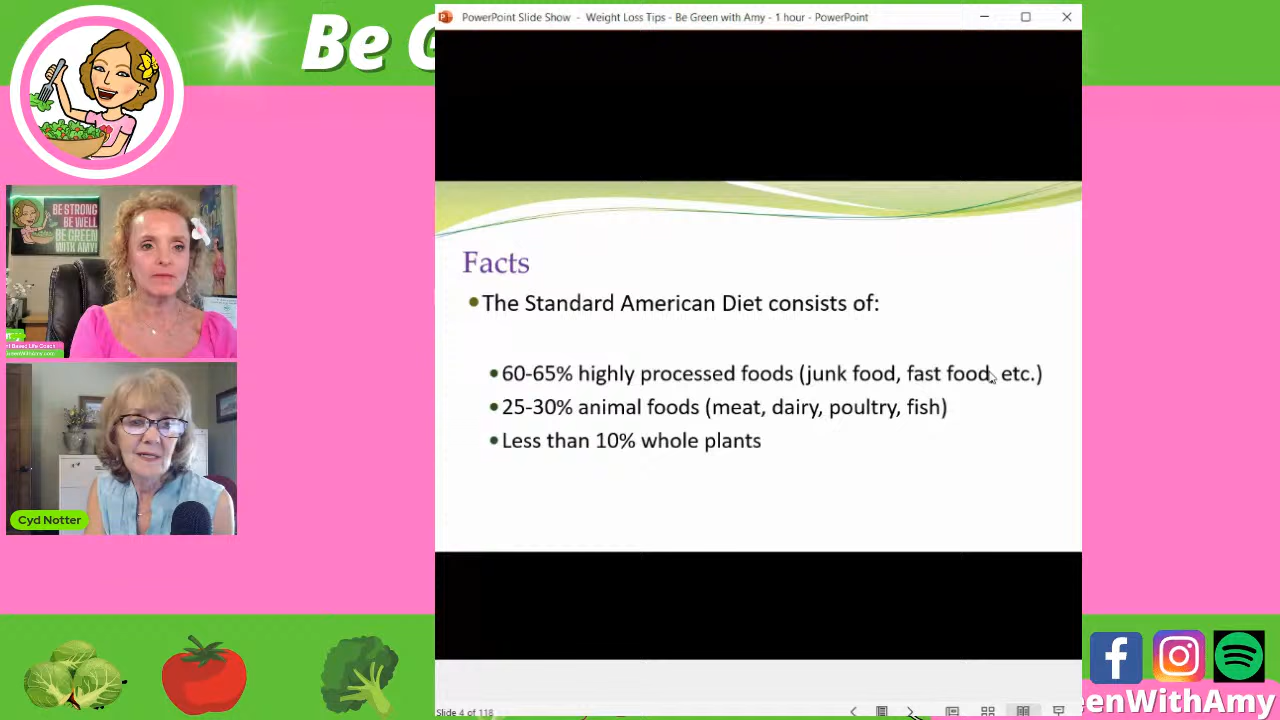 PowerPoint Slide Show - Weight Loss Tips - Be Green with Amy - 1 hour - PowerPoint
Be G
BE STRONG
BE WELL
BE GREEN
WITH AMY!
Cyd Notter
Facts
The Standard American Diet consists of:
60-65% highly processed foods (junk food, fast food, etc.)
25-30% animal foods (meat, dairy, poultry, fish)
Less than 10% whole plants
Slide 4 of 118
eenWithAmy